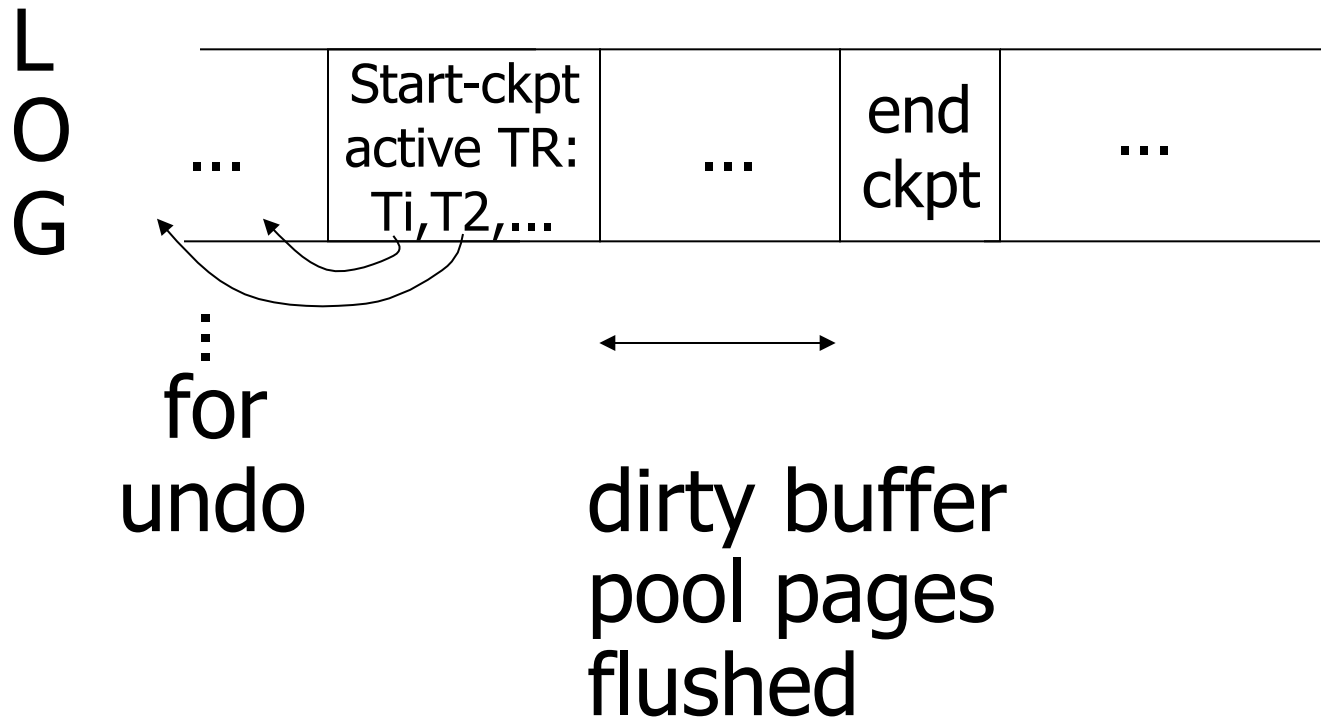 L
O
G
...
Start-ckpt
active TR:
Ti,T2,...
...
end
ckpt
...
...
for
undo
dirty buffer
pool pages
flushed